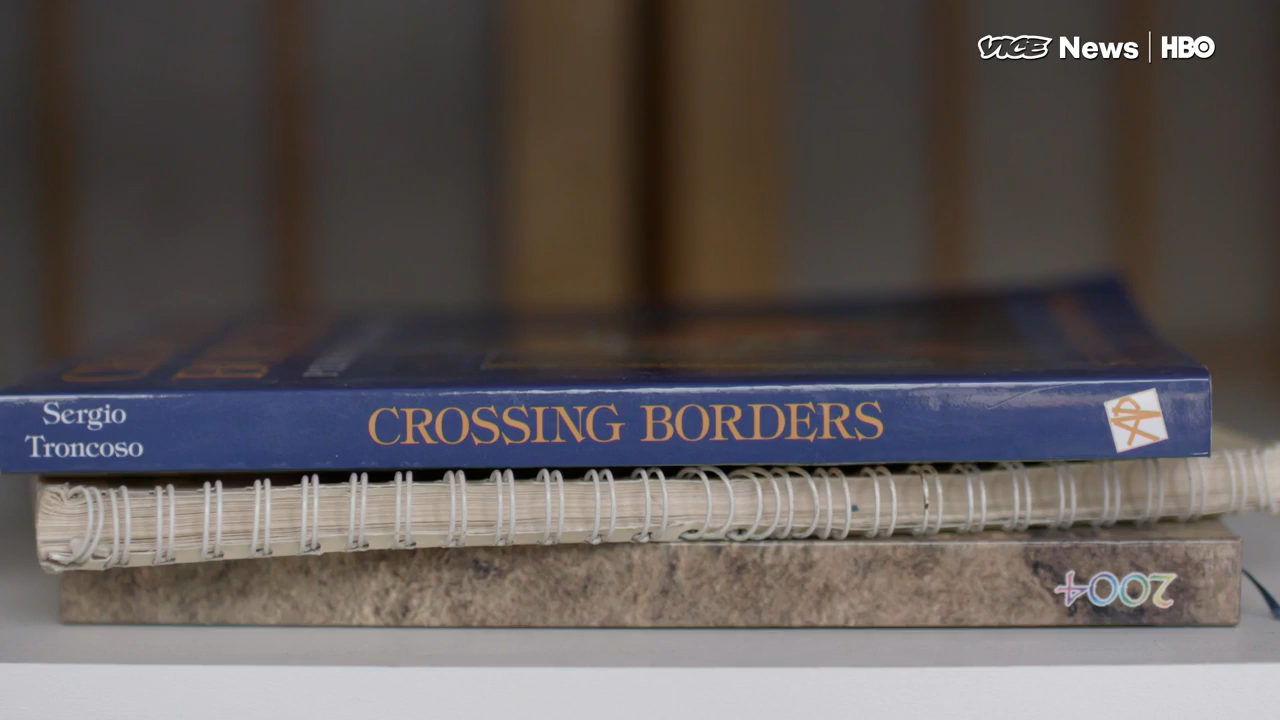 VICE News | HBO
Sergio
Troncoso
CROSSING BORDERS
AP
2004